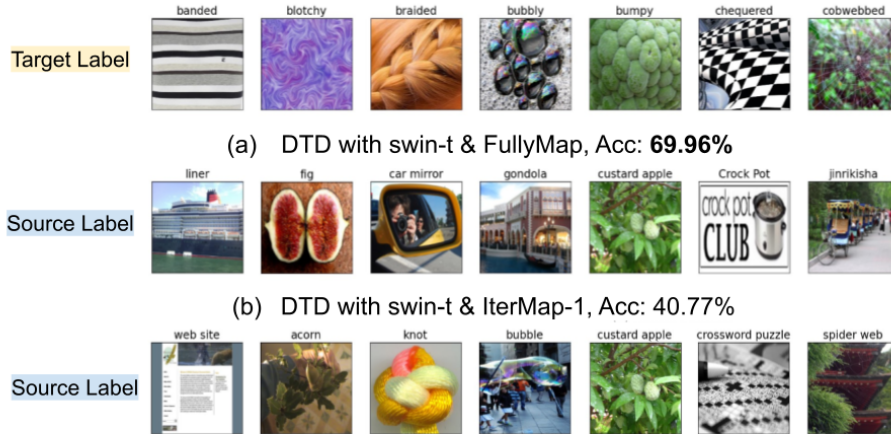 banded blotchy braided bubbly bumpy chequered cobwebbed
Target Label
(a) DTD with swin-t & FullyMap, Acc: 69.96%
liner fig car mirror gondola custard apple Crock Pot jinrikisha
Source Label
crock pot
CLUB
(b) DTD with swin-t & IterMap-1, Acc: 40.77%
web site acorn knot bubble custard apple crossword puzzle spider web
Source Label